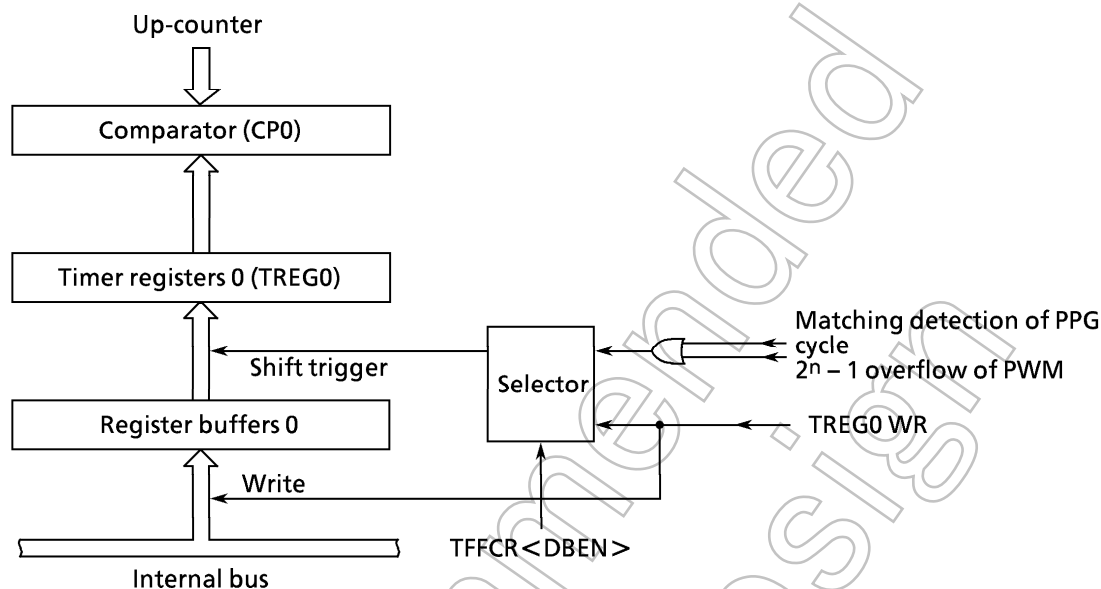 Up-counter
Comparator (CP0)
Timer registers 0 (TREG0)
Matching detection of PPG
cycle
2ⁿ – 1 overflow of PWM
Shift trigger
Selector
Register buffers 0
TREG0 WR
Write
TFFCR<DBEN>
Internal bus